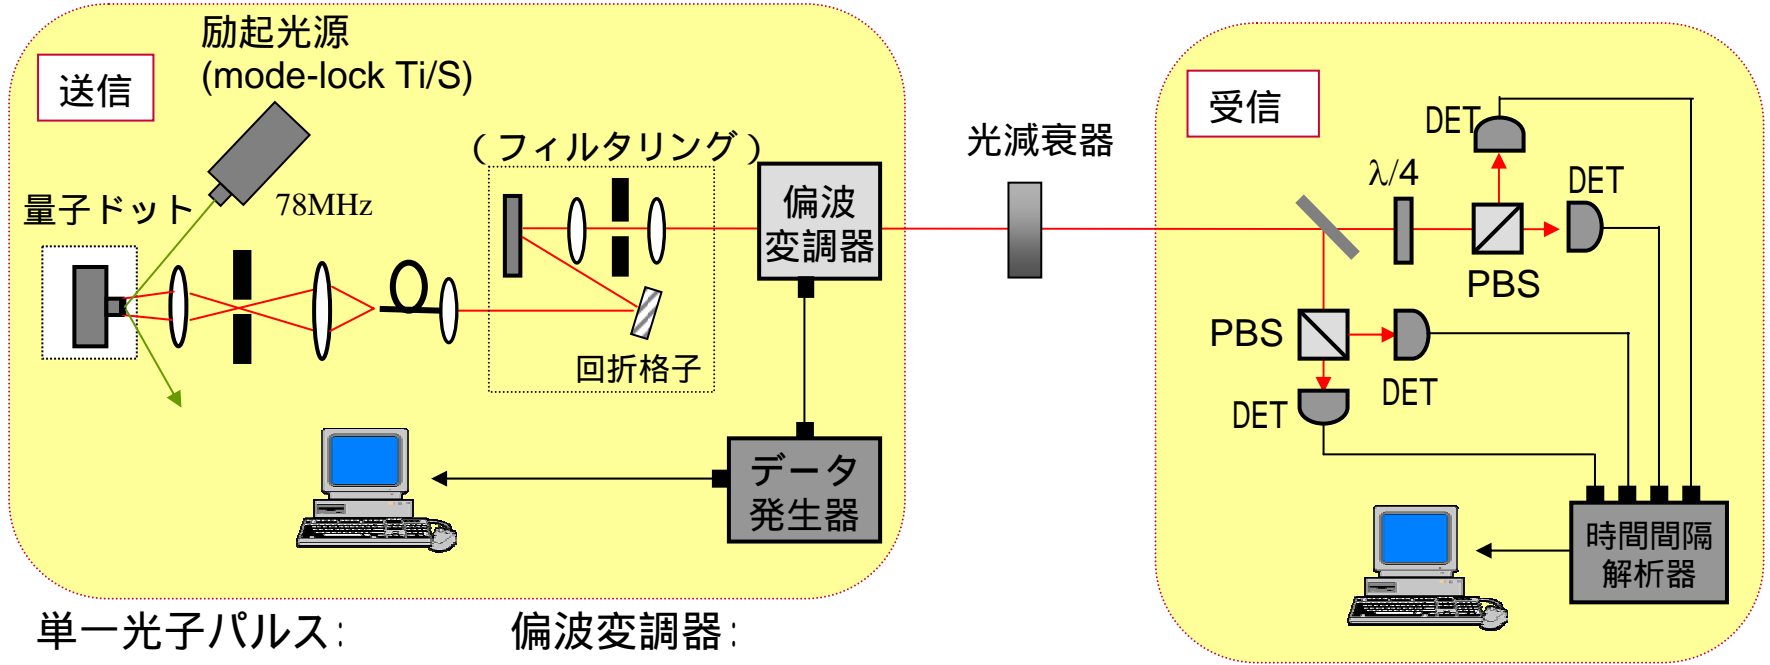 送信
励起光源
(mode-lock Ti/S)
量子ドット
78MHz
(フィルタリング)
回折格子
偏波
変調器
データ
発生器
光減衰器
受信
DET
λ/4
DET
PBS
PBS
DET
DET
時間間隔
解析器
単一光子パルス:
偏波変調器: